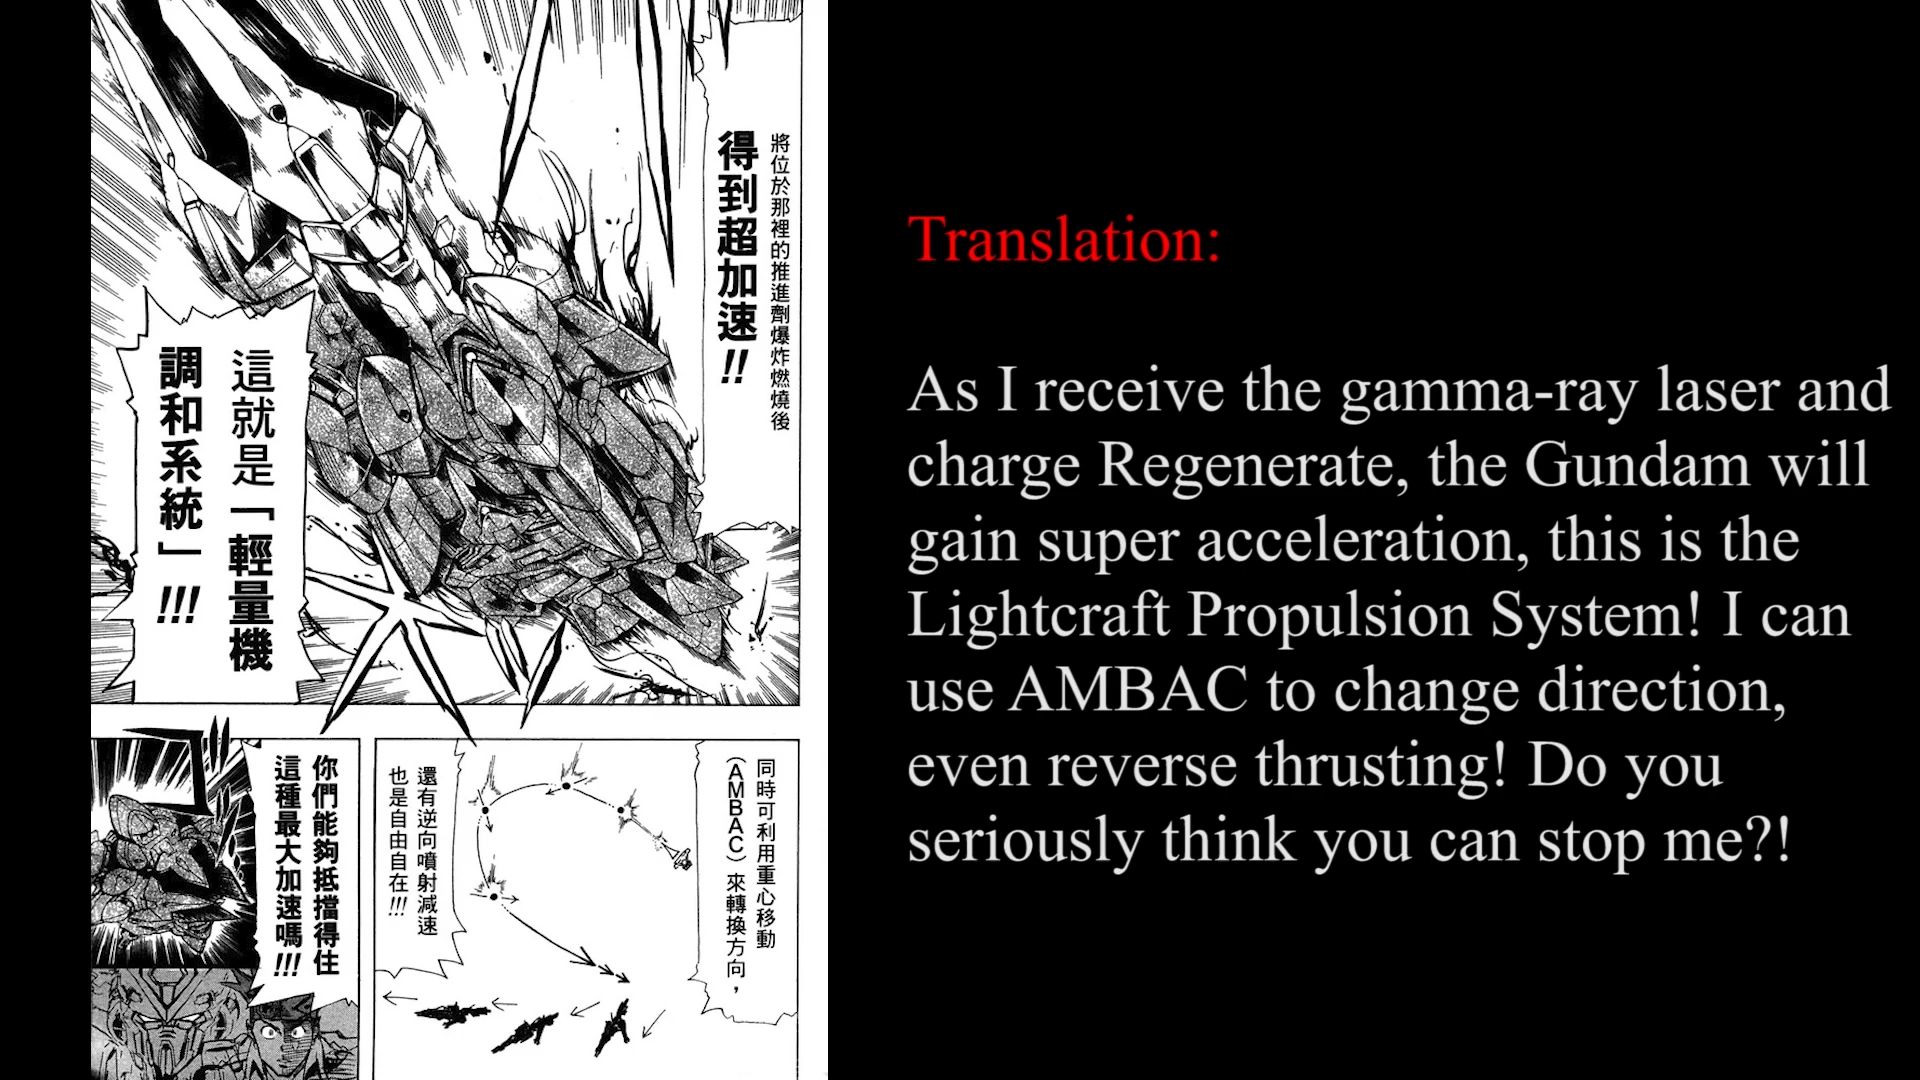 將位於那裡的推進劑爆炸燃燒後
得到超加速!!
這就是「輕量機
調和系統」!!!
同時可利用重心移動
(AMBAC)來轉換方向,
還有逆向噴射減速
也是自由自在!!!
你們能夠抵擋得住
這種最大加速嗎!!!
Translation:
As I receive the gamma-ray laser and
charge Regenerate, the Gundam will
gain super acceleration, this is the
Lightcraft Propulsion System! I can
use AMBAC to change direction,
even reverse thrusting! Do you
seriously think you can stop me?!